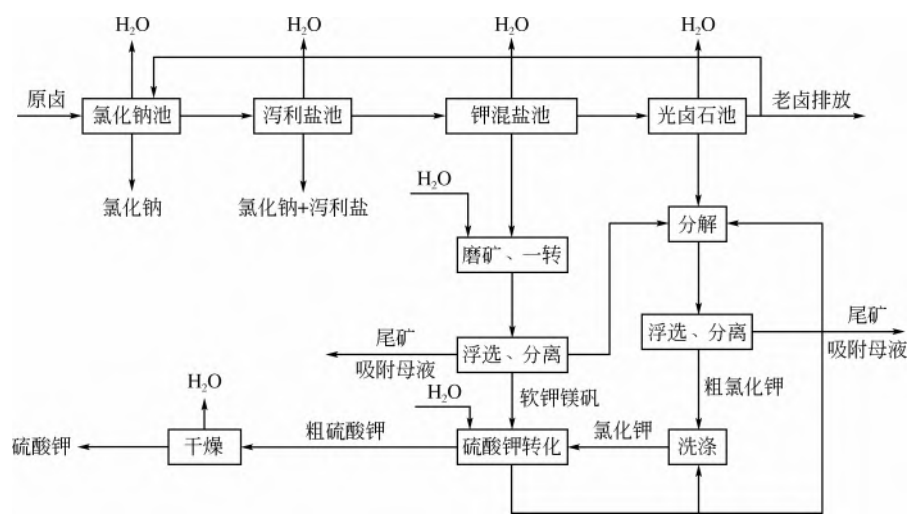 H₂O
H₂O
H₂O
H₂O
原卤
氯化钠池
泻利盐池
钾混盐池
光卤石池
老卤排放
氯化钠
氯化钠+泻利盐
H₂O
分解
磨矿、一转
尾矿
吸附母液
浮选、分离
浮选、分离
尾矿
吸附母液
H₂O
H₂O
软钾镁矾
粗氯化钾
硫酸钾
干燥
粗硫酸钾
硫酸钾转化
氯化钾
洗涤